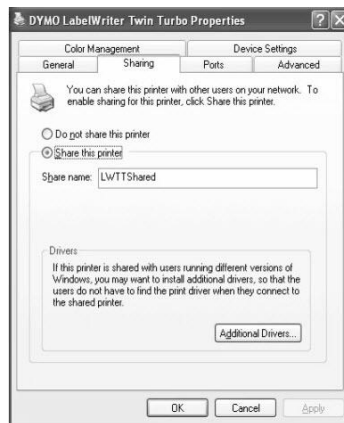 DYMO LabelWriter Twin Turbo Properties
Color Management Device Settings
General Sharing Ports Advanced
You can share this printer with other users on your network. To
enable sharing for this printer, click Share this printer.
Do not share this printer
Share this printer
Share name: LWTTShared
Drivers
If this printer is shared with users running different versions of
Windows, you may want to install additional drivers, so that the
users do not have to find the print driver when they connect to
the shared printer.
Additional Drivers...
OK Cancel Apply